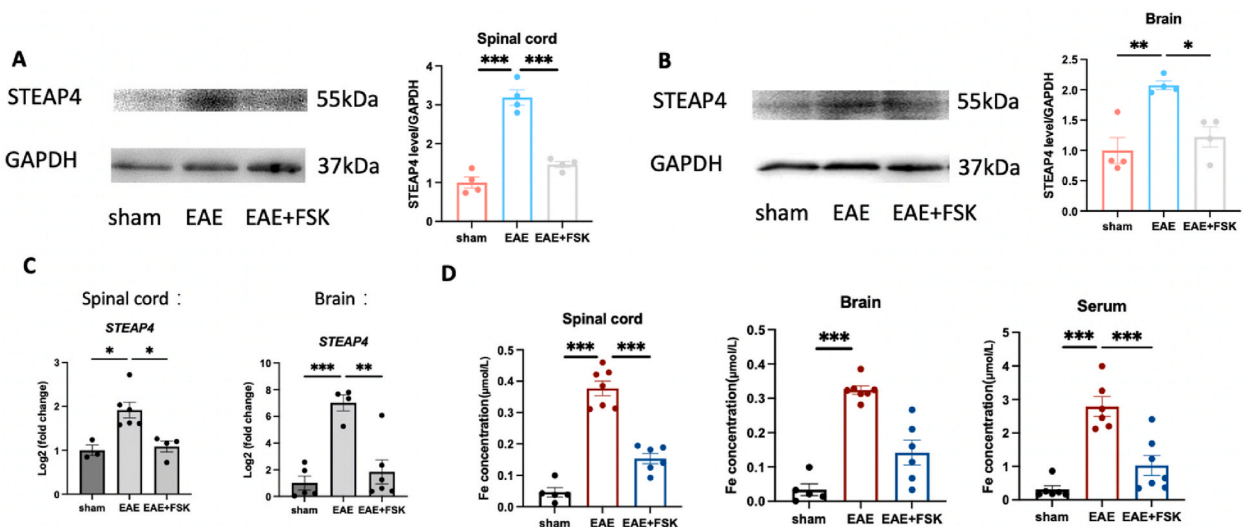 A
STEAP4
55kDa
GAPDH
37kDa
sham EAE EAE+FSK
Spinal cord
*** ***
STEAP4 level/GAPDH
4
3
2
1
0
sham EAE EAE+FSK
B
STEAP4
55kDa
GAPDH
37kDa
sham EAE EAE+FSK
Brain
** *
STEAP4 level/GAPDH
2.5
2.0
1.5
1.0
0.5
0.0
sham EAE EAE+FSK
C
Spinal cord :
STEAP4
* *
Log2 (fold change)
3
2
1
0
sham EAE EAE+FSK
Brain :
STEAP4
*** **
Log2 (fold change)
10
8
6
4
2
0
sham EAE EAE+FSK
D
Spinal cord
*** ***
Fe concentration(μmol/L)
0.5
0.4
0.3
0.2
0.1
0.0
sham EAE EAE+FSK
Brain
***
Fe concentration(μmol/L)
0.5
0.4
0.3
0.2
0.1
0.0
sham EAE EAE+FSK
Serum
*** ***
Fe concentration(μmol/L)
5
4
3
2
1
0
sham EAE EAE+FSK